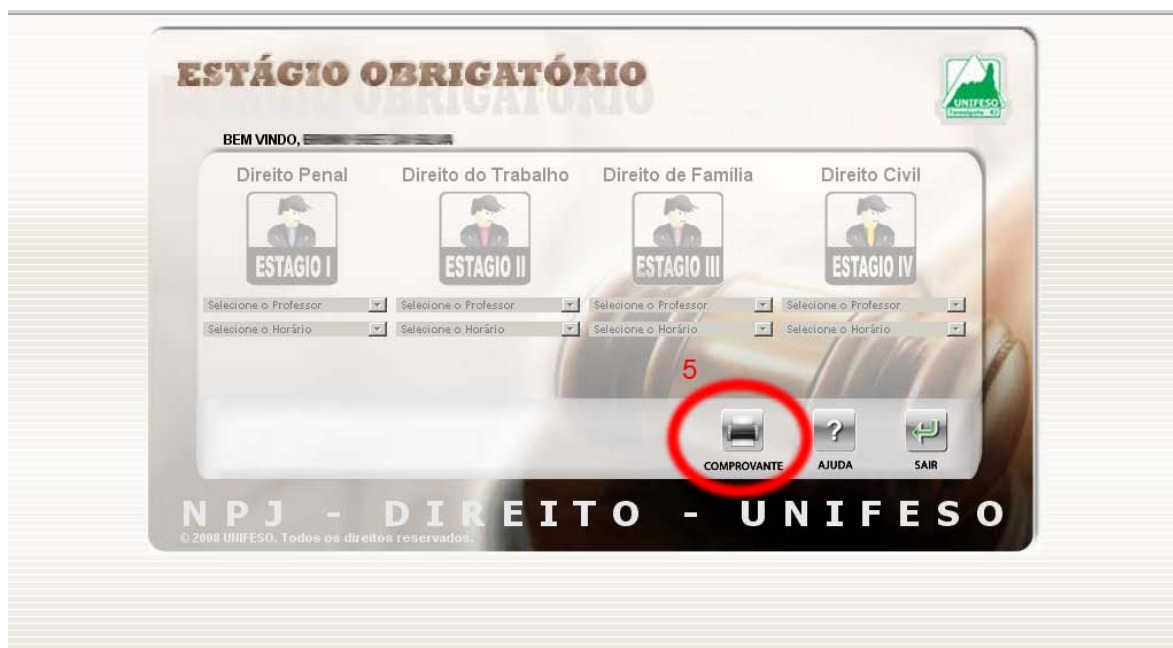 ESTÁGIO OBRIGATÓRIO
UNIFESO
BEM VINDO,
Direito Penal
Direito do Trabalho
Direito de Família
Direito Civil
ESTAGIO I
ESTAGIO II
ESTAGIO III
ESTAGIO IV
Selecione o Professor
Selecione o Professor
Selecione o Professor
Selecione o Professor
Selecione o Horário
Selecione o Horário
Selecione o Horário
Selecione o Horário
5
?
COMPROVANTE
AJUDA
SAIR
NPJ - DIREITO - UNIFESO
© 2008 UNIFESO. Todos os direitos reservados.